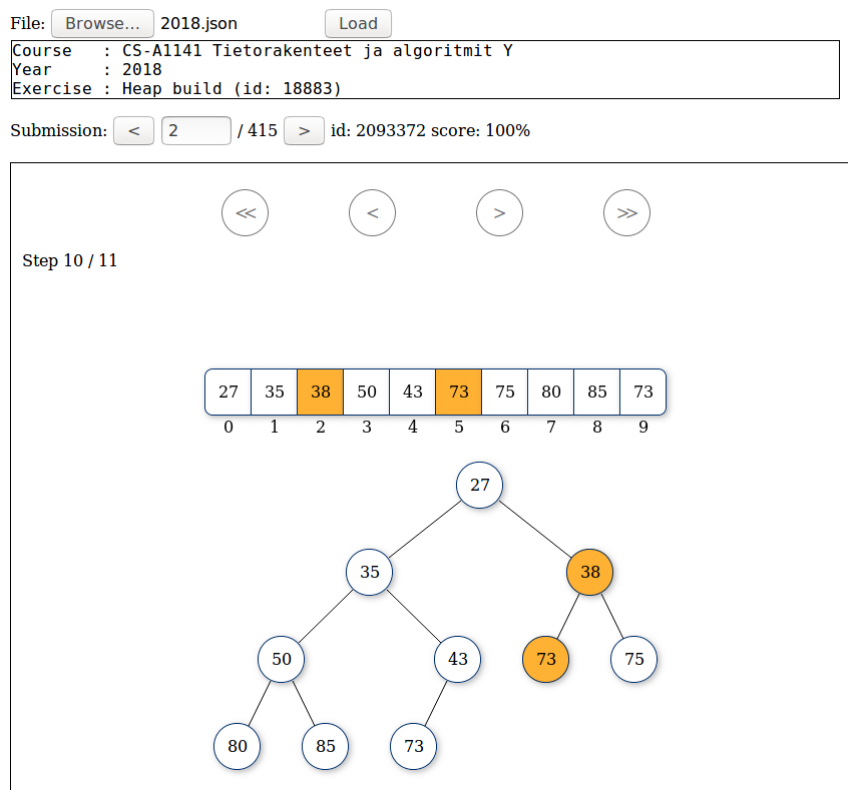 File: Browse... 2018.json Load
Course   : CS-A1141 Tietorakenteet ja algoritmit Y
Year     : 2018
Exercise : Heap build (id: 18883)
Submission: < 2 / 415 > id: 2093372 score: 100%
≪ < > ≫
Step 10 / 11
27 35 38 50 43 73 75 80 85 73
0 1 2 3 4 5 6 7 8 9
27
35 38
50 43 73 75
80 85 73